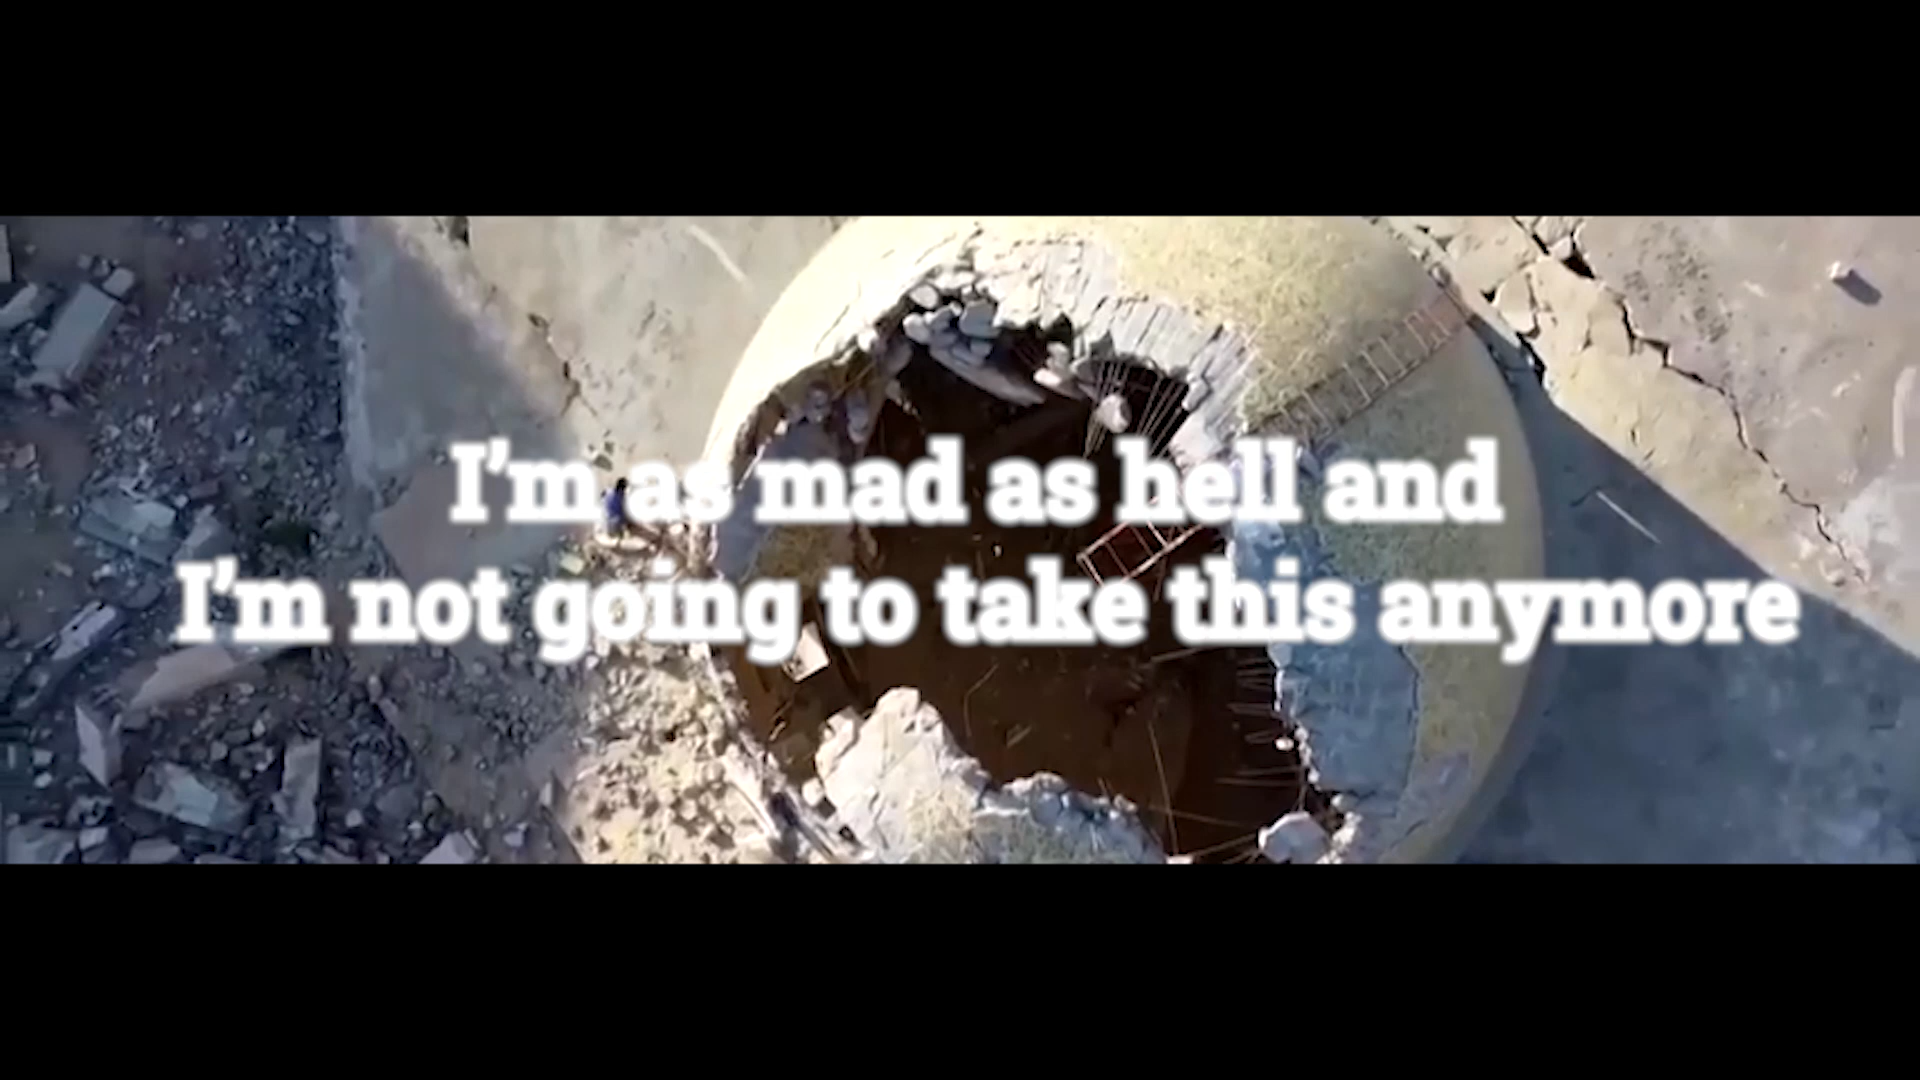 I’m as mad as hell and
I’m not going to take this anymore